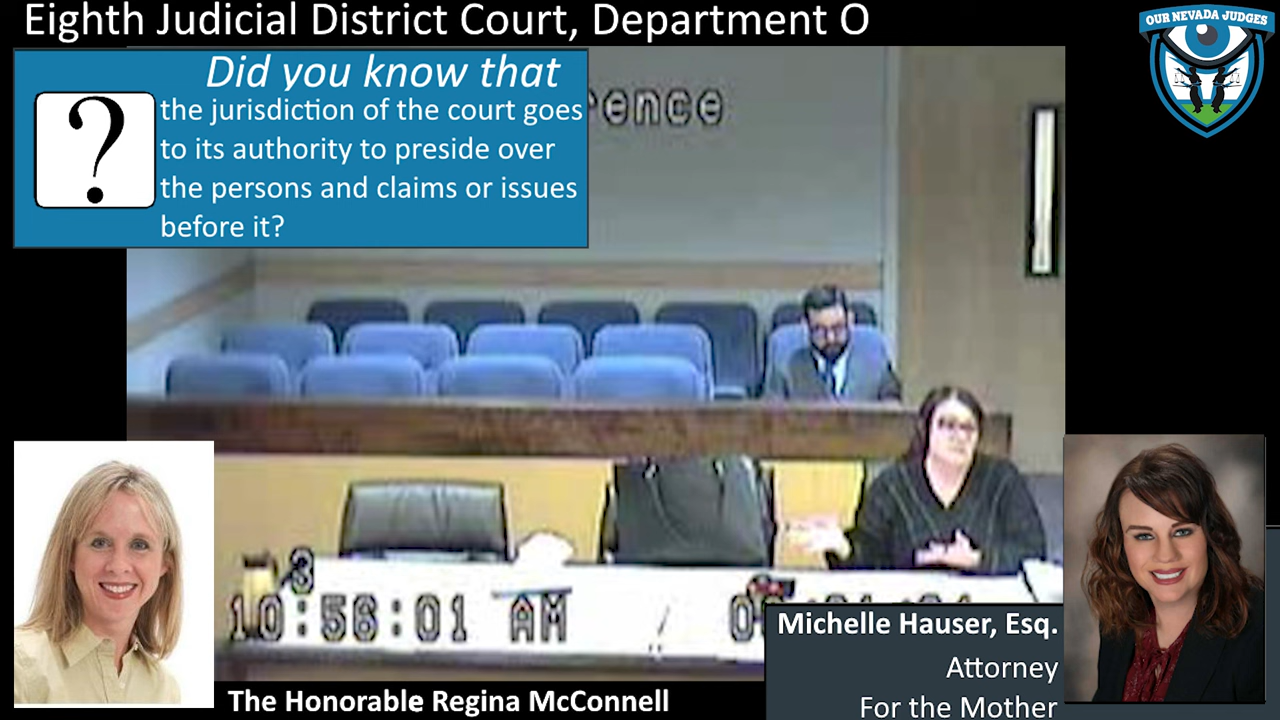 Eighth Judicial District Court, Department O
OUR NEVADA JUDGES
Did you know that
?
the jurisdiction of the court goes
to its authority to preside over
the persons and claims or issues
before it?
3
10:56:01 AM
Michelle Hauser, Esq.
Attorney
For the Mother
The Honorable Regina McConnell